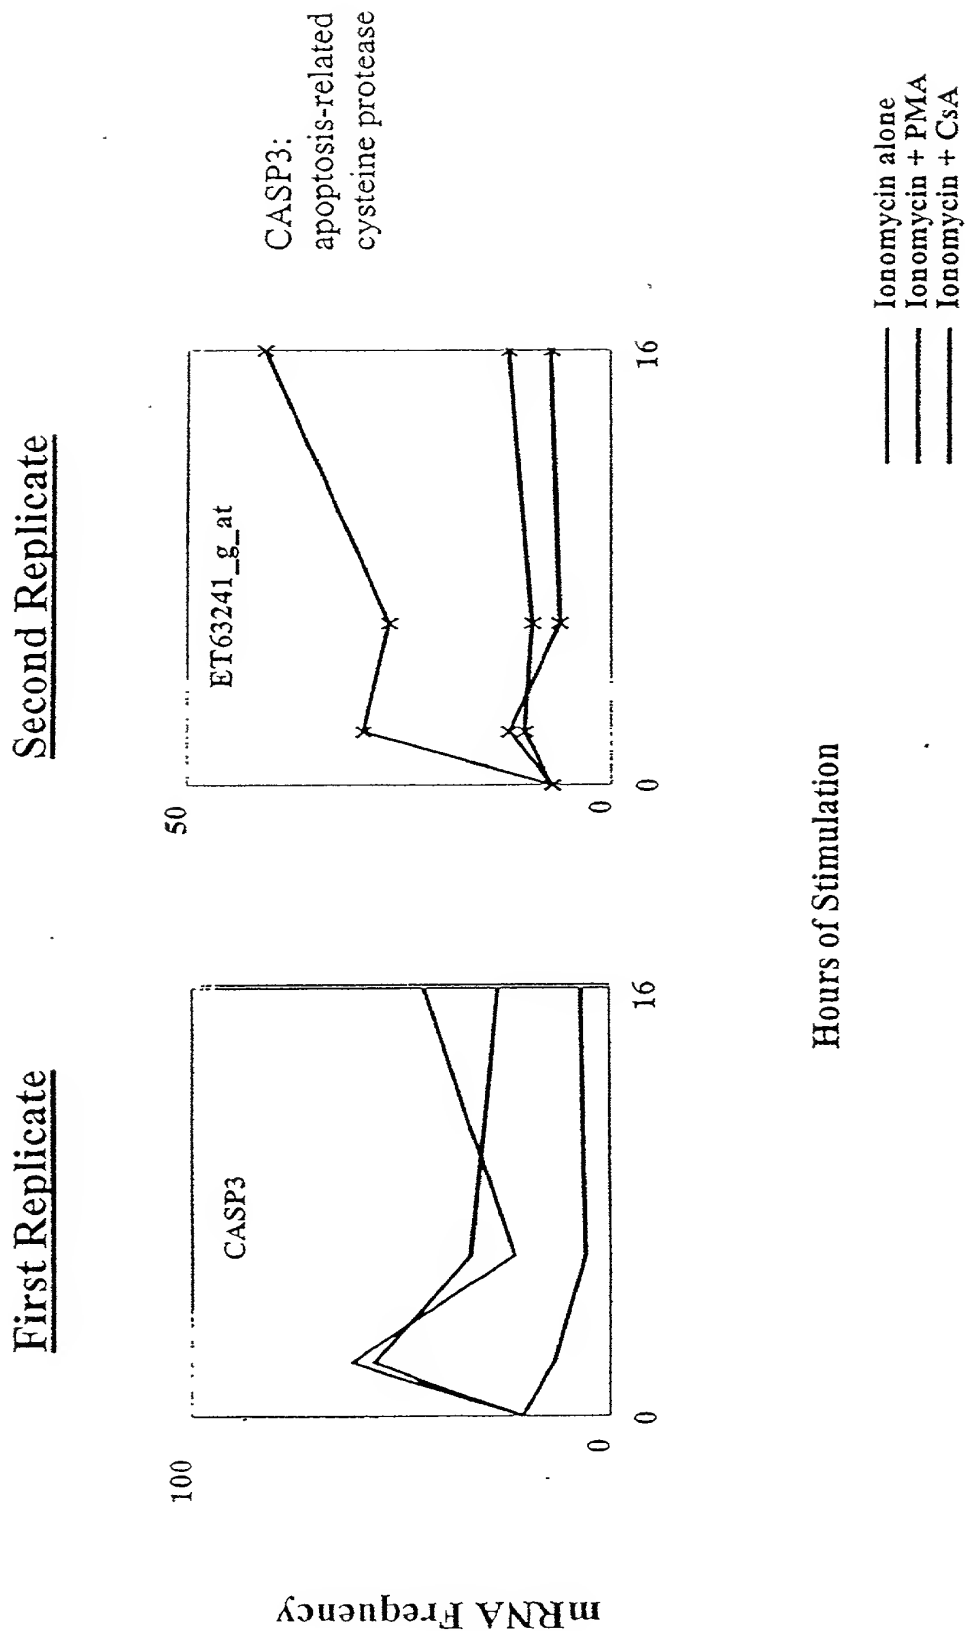 First Replicate
Second Replicate
mRNA Frequency
100
CASP3
0
0
16
50
ET63241_g_at
0
0
16
CASP3:
apoptosis-related
cysteine protease
Hours of Stimulation
Ionomycin alone
Ionomycin + PMA
Ionomycin + CsA